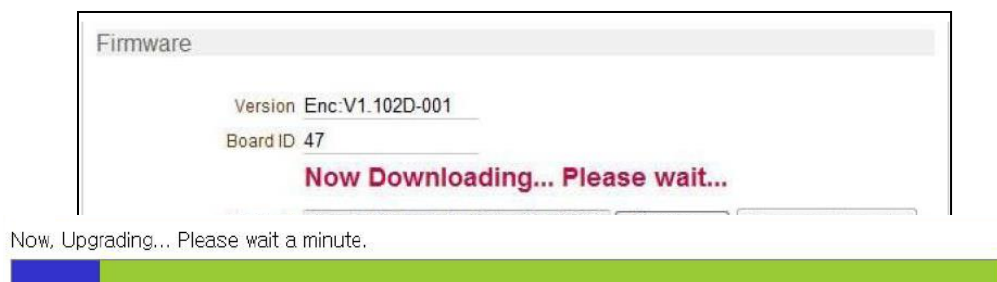 Firmware
Version Enc:V1.102D-001
Board ID 47
Now Downloading... Please wait...
Now, Upgrading... Please wait a minute.